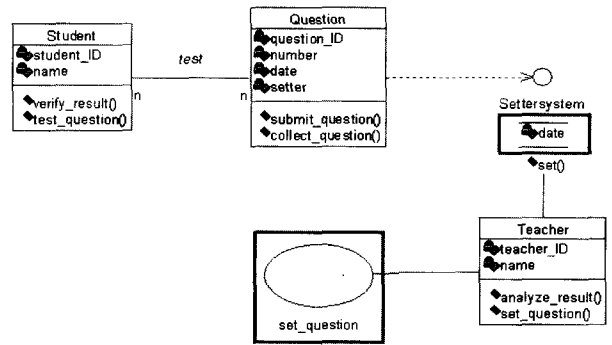 Student
student_ID
name
verify_result()
test_question()
test
n
n
Question
question_ID
number
date
setter
submit_question()
collect_question()
Settersystem
date
set()
Teacher
teacher_ID
name
analyze_result()
set_question()
set_question